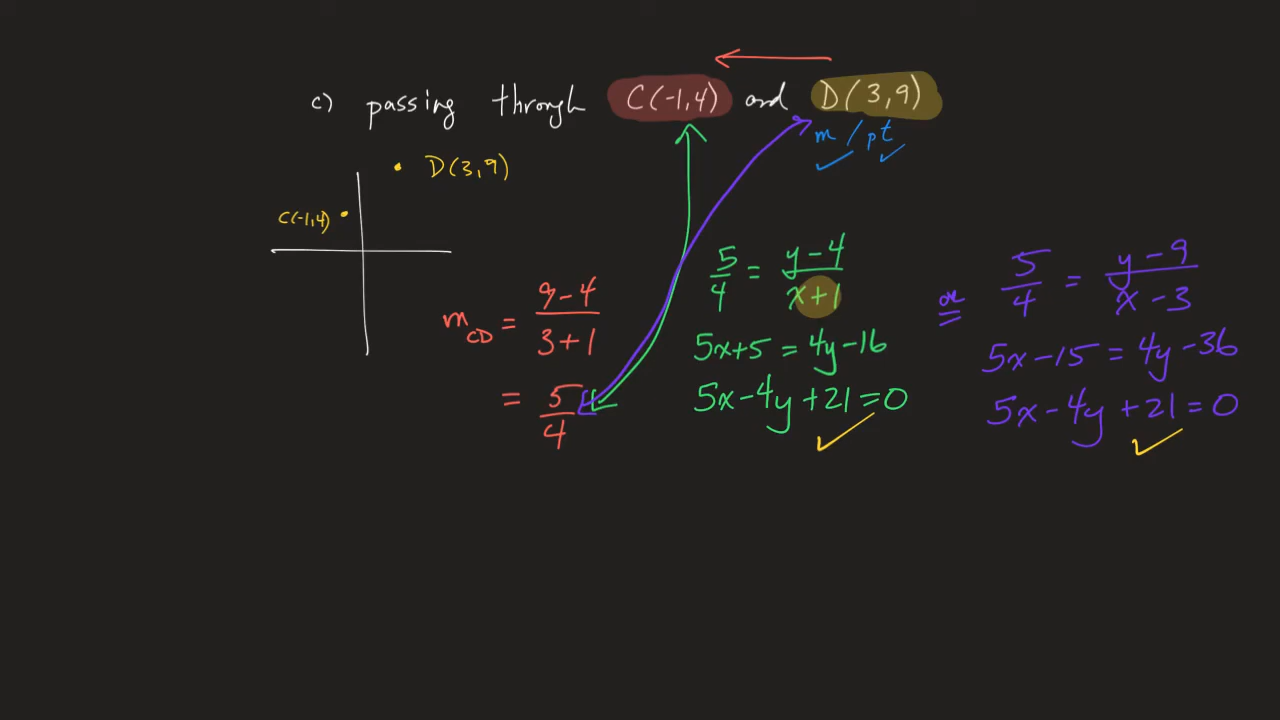 c) passing through C(-1,4) and D(3,9)
m / pt
D(3,9)
C(-1,4)
m_CD = (9-4)/(3+1)
= 5/4
5/4 = (y-4)/(x+1)
5x+5 = 4y-16
5x-4y+21=0
or
5/4 = (y-9)/(x-3)
5x-15 = 4y-36
5x-4y+21=0